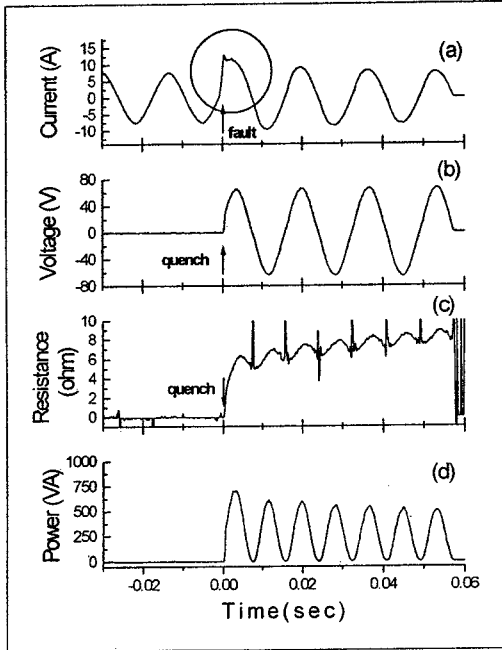 (a)
Current (A)
15
10
5
0
-5
-10
fault
(b)
Voltage (V)
80
40
0
-40
-80
quench
(c)
Resistance
(ohm)
10
8
6
4
2
0
quench
(d)
Power (VA)
1000
750
500
250
0
-0.02
0.00
0.02
0.04
0.06
Time(sec)